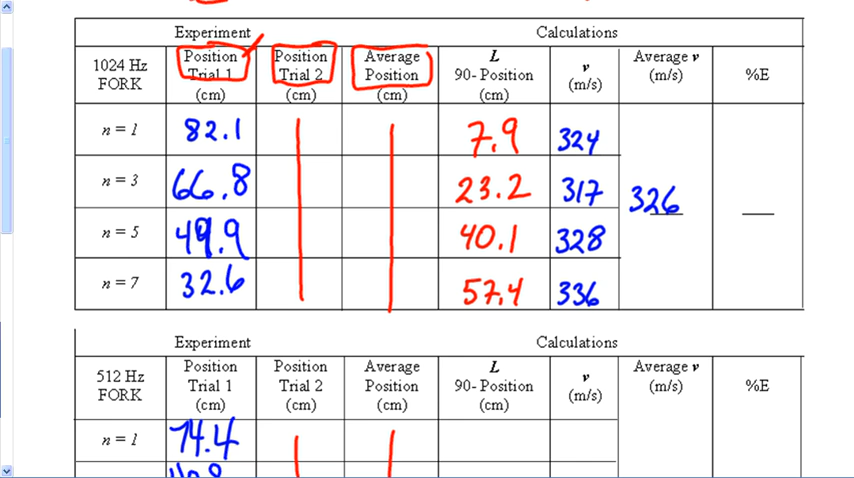 Experiment Calculations
1024 Hz FORK Position Trial 1 (cm) Position Trial 2 (cm) Average Position (cm) L 90- Position (cm) v (m/s) Average v (m/s) %E
n = 1 82.1 7.9 324
n = 3 66.8 23.2 317
326
n = 5 49.9 40.1 328
n = 7 32.6 57.4 336
Experiment Calculations
512 Hz FORK Position Trial 1 (cm) Position Trial 2 (cm) Average Position (cm) L 90- Position (cm) v (m/s) Average v (m/s) %E
n = 1 74.4